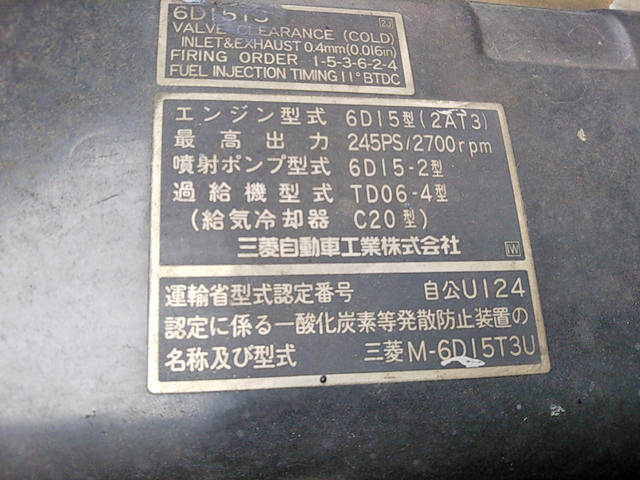 6D15T3
2J
VALVE CLEARANCE (COLD)
INLET&EXHAUST 0.4mm(0.016in)
FIRING ORDER 1-5-3-6-2-4
FUEL INJECTION TIMING 11° BTDC
エンジン型式 6D15型(2AT3)
最高出力 245PS/2700rpm
噴射ポンプ型式 6D15-2型
過給機型式 TD06-4型
(給気冷却器 C20型)
三菱自動車工業株式会社
IW
運輸省型式認定番号 自公U124
認定に係る一酸化炭素等発散防止装置の
名称及び型式 三菱M-6D15T3U